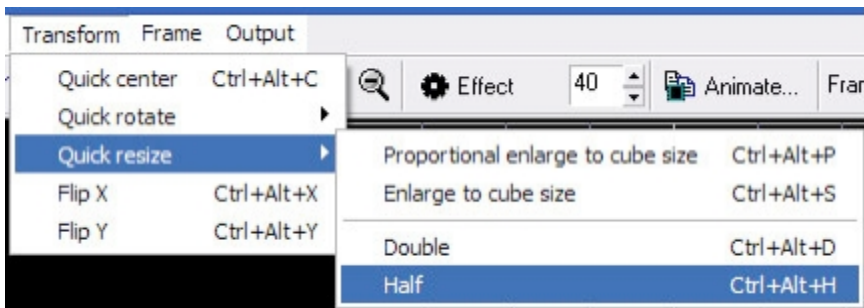 Transform Frame Output
Quick center Ctrl+Alt+C
Effect 40 Animate...
Quick rotate
Quick resize
Proportional enlarge to cube size Ctrl+Alt+P
Flip X Ctrl+Alt+X
Enlarge to cube size Ctrl+Alt+S
Flip Y Ctrl+Alt+Y
Double Ctrl+Alt+D
Half Ctrl+Alt+H